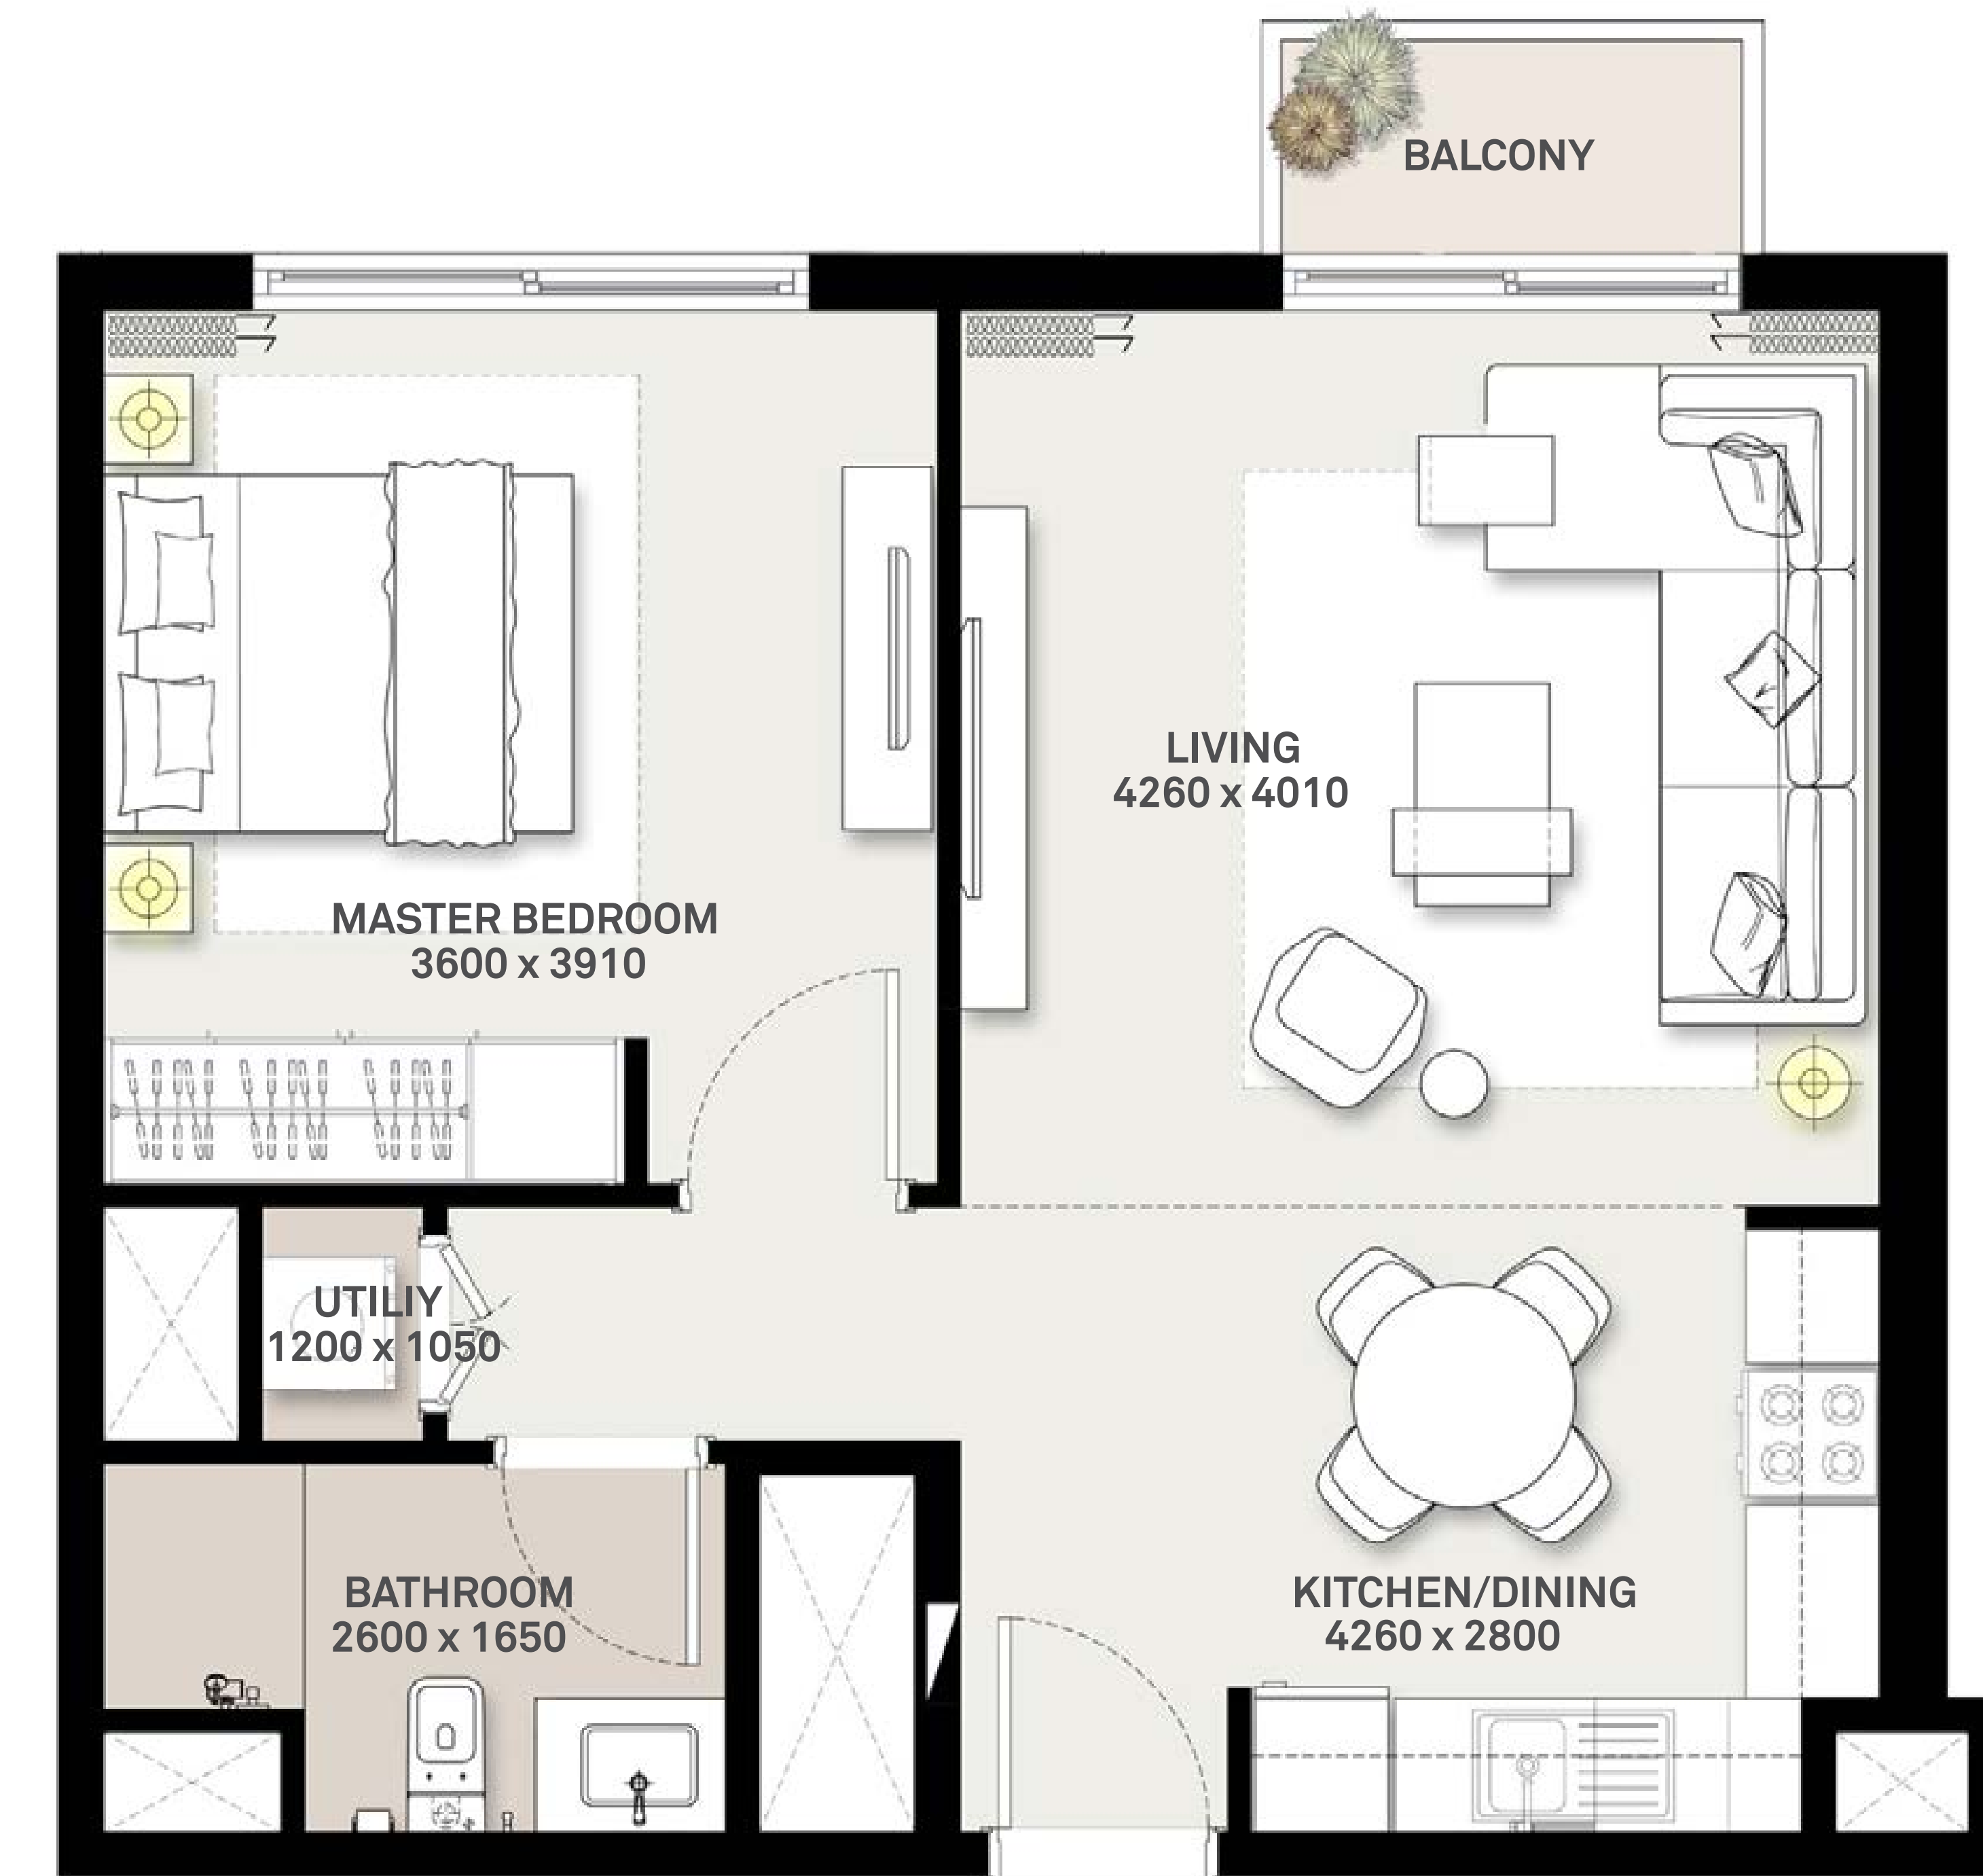 BALCONY
LIVING
4260 x 4010
MASTER BEDROOM
3600 x 3910
UTILIY
1200 x 1050
BATHROOM
2600 x 1650
KITCHEN/DINING
4260 x 2800